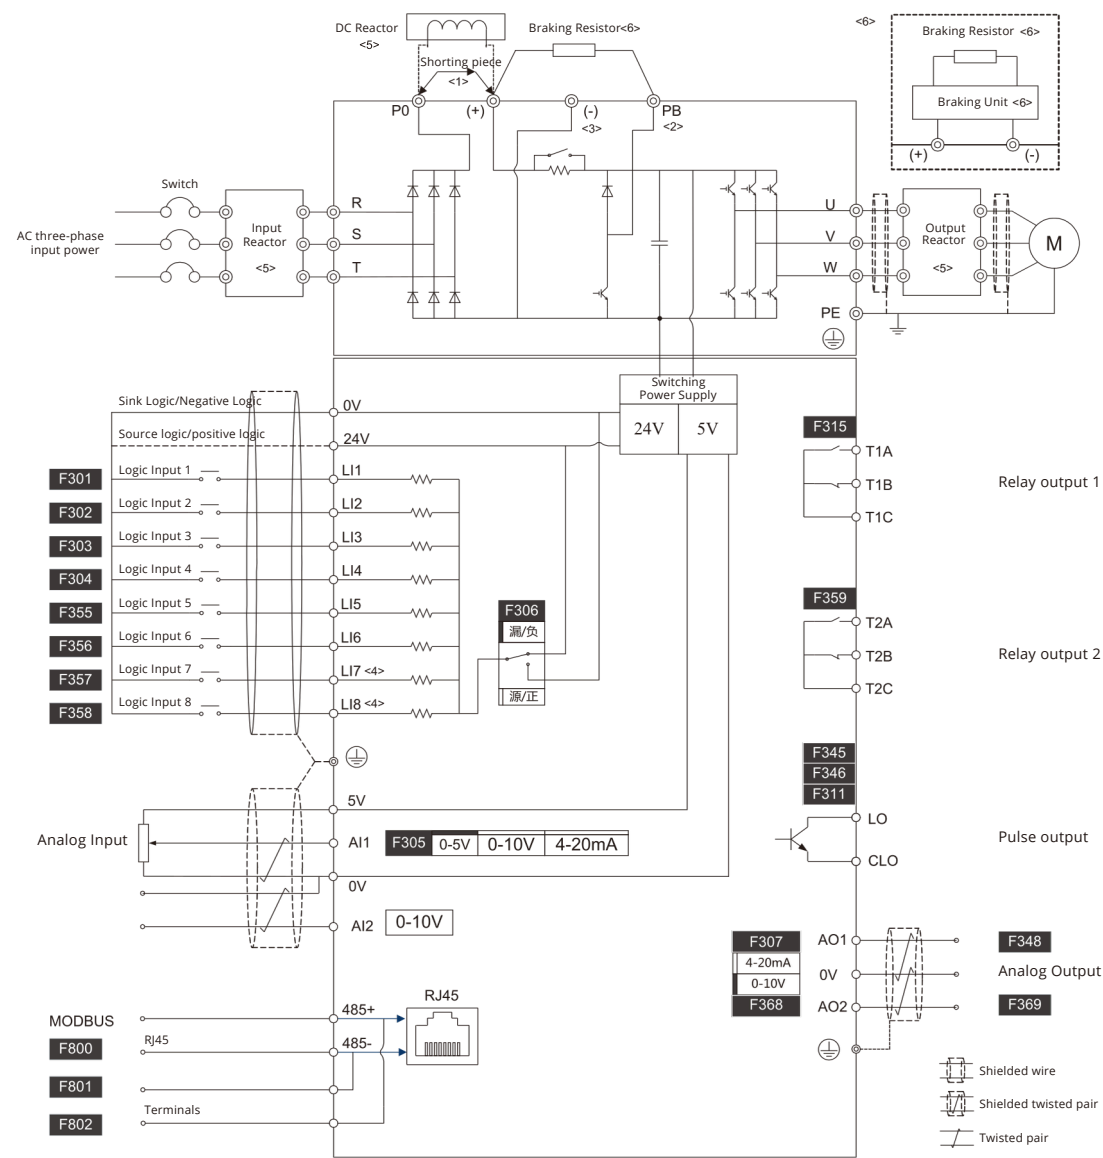 DC Reactor
<5>
Braking Resistor<6>
<6>
Braking Resistor <6>
Shorting piece
<1>
Braking Unit <6>
P0
(+)
(-)
<3>
PB
<2>
(+)
(-)
Switch
AC three-phase
input power
Input
Reactor
<5>
R
S
T
U
V
W
PE
Output
Reactor
<5>
M
Switching
Power Supply
24V
5V
Sink Logic/Negative Logic
0V
Source logic/positive logic
24V
F301
Logic Input 1
LI1
F302
Logic Input 2
LI2
F303
Logic Input 3
LI3
F304
Logic Input 4
LI4
F355
Logic Input 5
LI5
F356
Logic Input 6
LI6
F357
Logic Input 7
LI7 <4>
F358
Logic Input 8
LI8 <4>
F306
漏/负
源/正
F315
T1A
T1B
T1C
Relay output 1
F359
T2A
T2B
T2C
Relay output 2
F345
F346
F311
LO
CLO
Pulse output
5V
Analog Input
AI1
F305
0-5V
0-10V
4-20mA
0V
AI2
0-10V
F307
4-20mA
0-10V
F368
AO1
0V
AO2
F348
Analog Output
F369
MODBUS
485+
RJ45
F800
RJ45
485-
F801
Terminals
F802
Shielded wire
Shielded twisted pair
Twisted pair